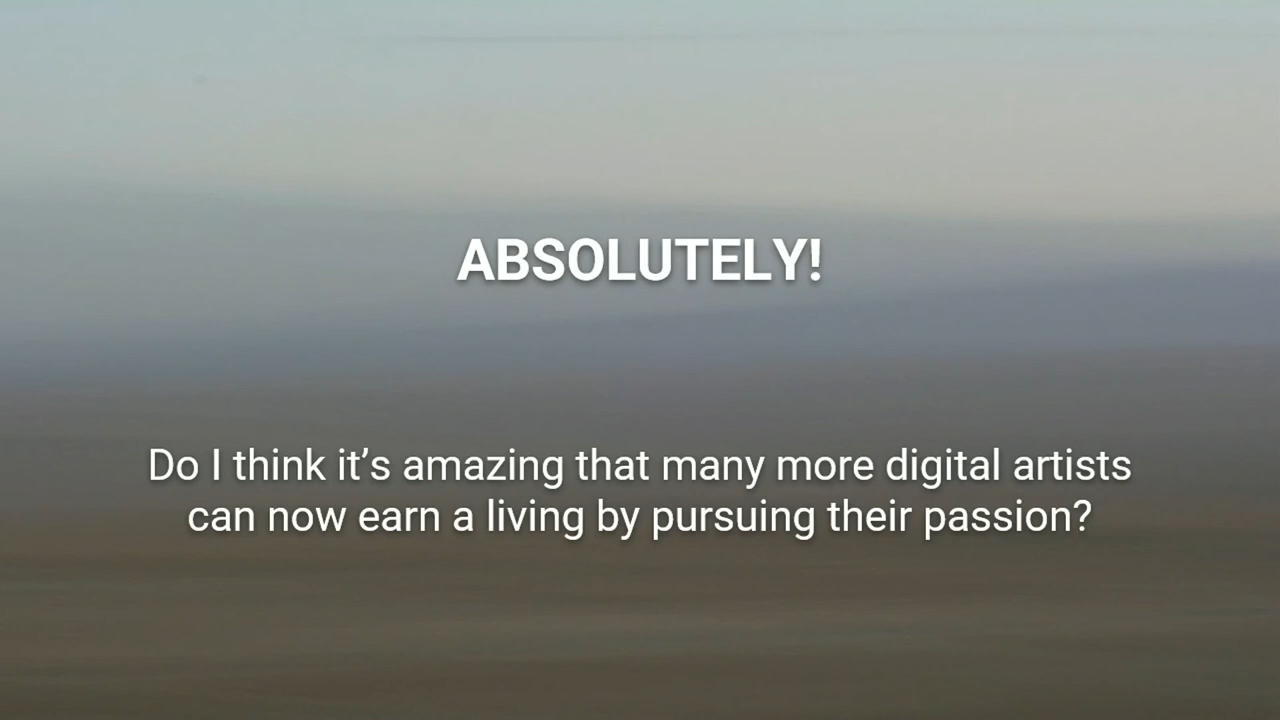 ABSOLUTELY!
Do I think it’s amazing that many more digital artists
can now earn a living by pursuing their passion?